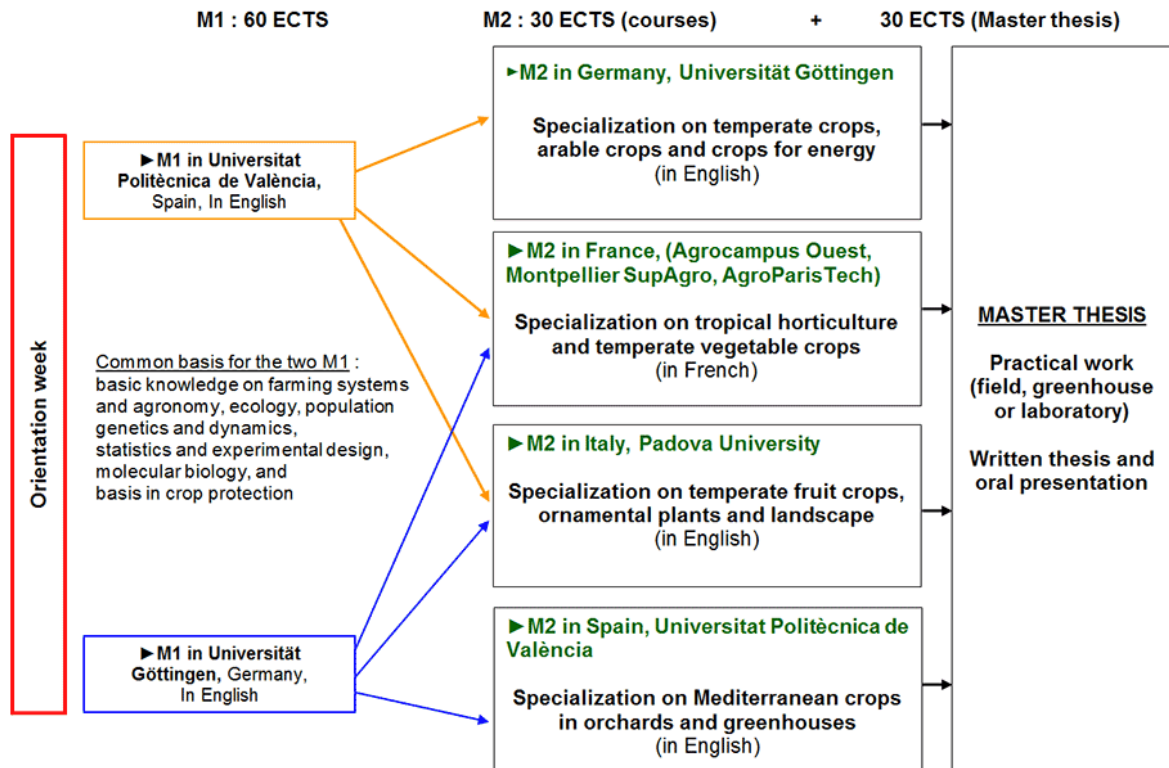 M1 : 60 ECTS
M2 : 30 ECTS (courses)
+
30 ECTS (Master thesis)
Orientation week
►M1 in Universitat
Politècnica de València,
Spain, In English
Common basis for the two M1 :
basic knowledge on farming systems
and agronomy, ecology, population
genetics and dynamics,
statistics and experimental design,
molecular biology, and
basis in crop protection
►M1 in Universität
Göttingen, Germany,
In English
►M2 in Germany, Universität Göttingen
Specialization on temperate crops,
arable crops and crops for energy
(in English)
►M2 in France, (Agrocampus Ouest,
Montpellier SupAgro, AgroParisTech)
Specialization on tropical horticulture
and temperate vegetable crops
(in French)
►M2 in Italy, Padova University
Specialization on temperate fruit crops,
ornamental plants and landscape
(in English)
►M2 in Spain, Universitat Politècnica de
València
Specialization on Mediterranean crops
in orchards and greenhouses
(in English)
MASTER THESIS
Practical work
(field, greenhouse
or laboratory)
Written thesis and
oral presentation